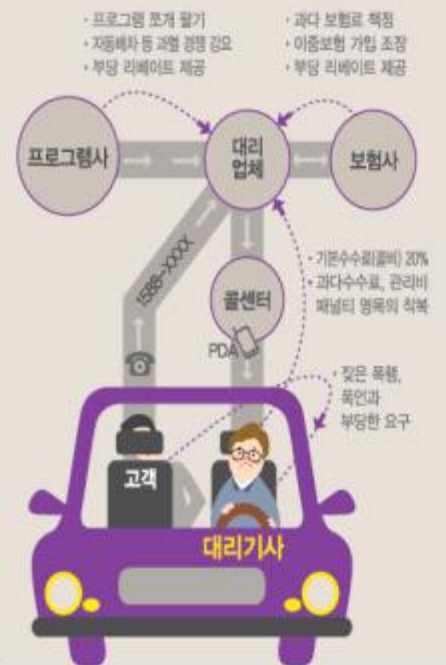 · 프로그램 쪼개 팔기
· 자동배차 등 과열 경쟁 강요
· 부당 리베이트 제공
· 과다 보험료 책정
· 이중보험 가입 조장
· 부당 리베이트 제공
프로그램사
대리
업체
보험사
1588-XXXX
콜센터
PDA
· 기본수수료(콜비) 20%
· 과다수수료, 관리비
패널티 명목의 착복
· 잦은 폭행,
폭언과
부당한 요구
고객
대리기사